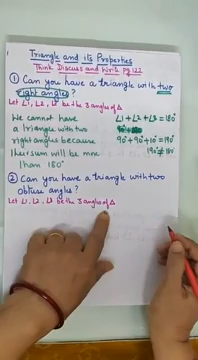 Triangle and its Properties
Think Discuss and Write pg 122
① Can you have a triangle with two
right angles?
Let ∠1, ∠2, ∠3 be the 3 angles of Δ
We cannot have
a triangle with two
right angles because
their sum will be more
than 180°
∠1 + ∠2 + ∠3 = 180°
90° + 90° + 10° = 190°
190° ≠ 180°
② Can you have a triangle with two
obtuse angles?
Let ∠1, ∠2, ∠3 be the 3 angles of Δ